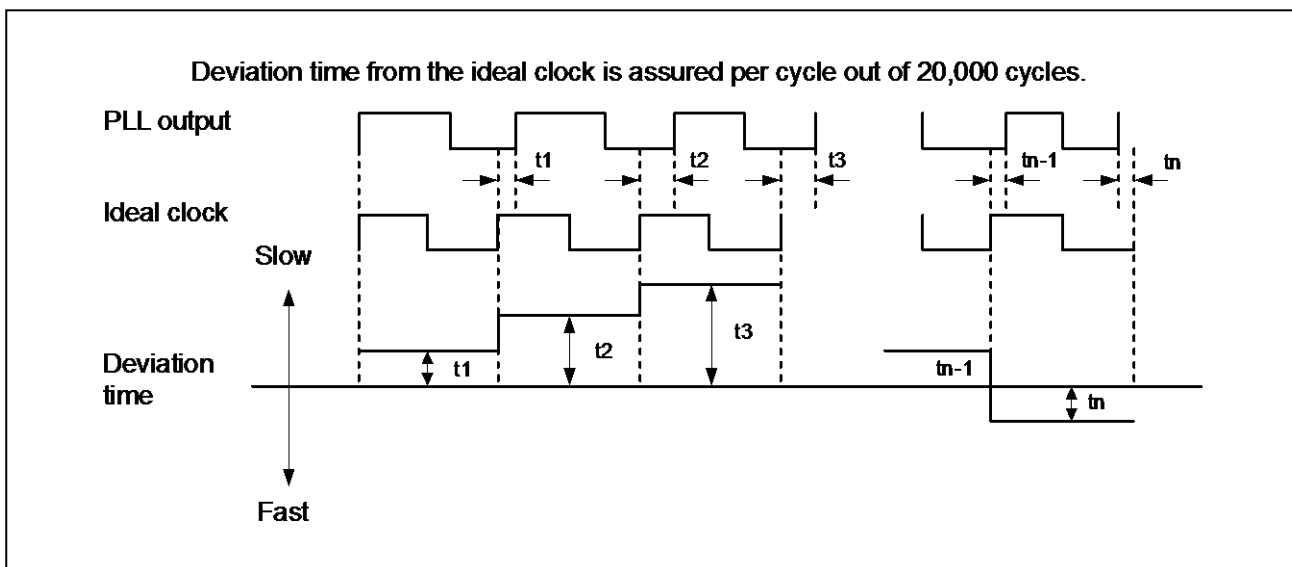 Deviation time from the ideal clock is assured per cycle out of 20,000 cycles.
PLL output
t1
t2
t3
tn-1
tn
Ideal clock
Slow
Deviation
time
t1
t2
t3
tn-1
tn
Fast